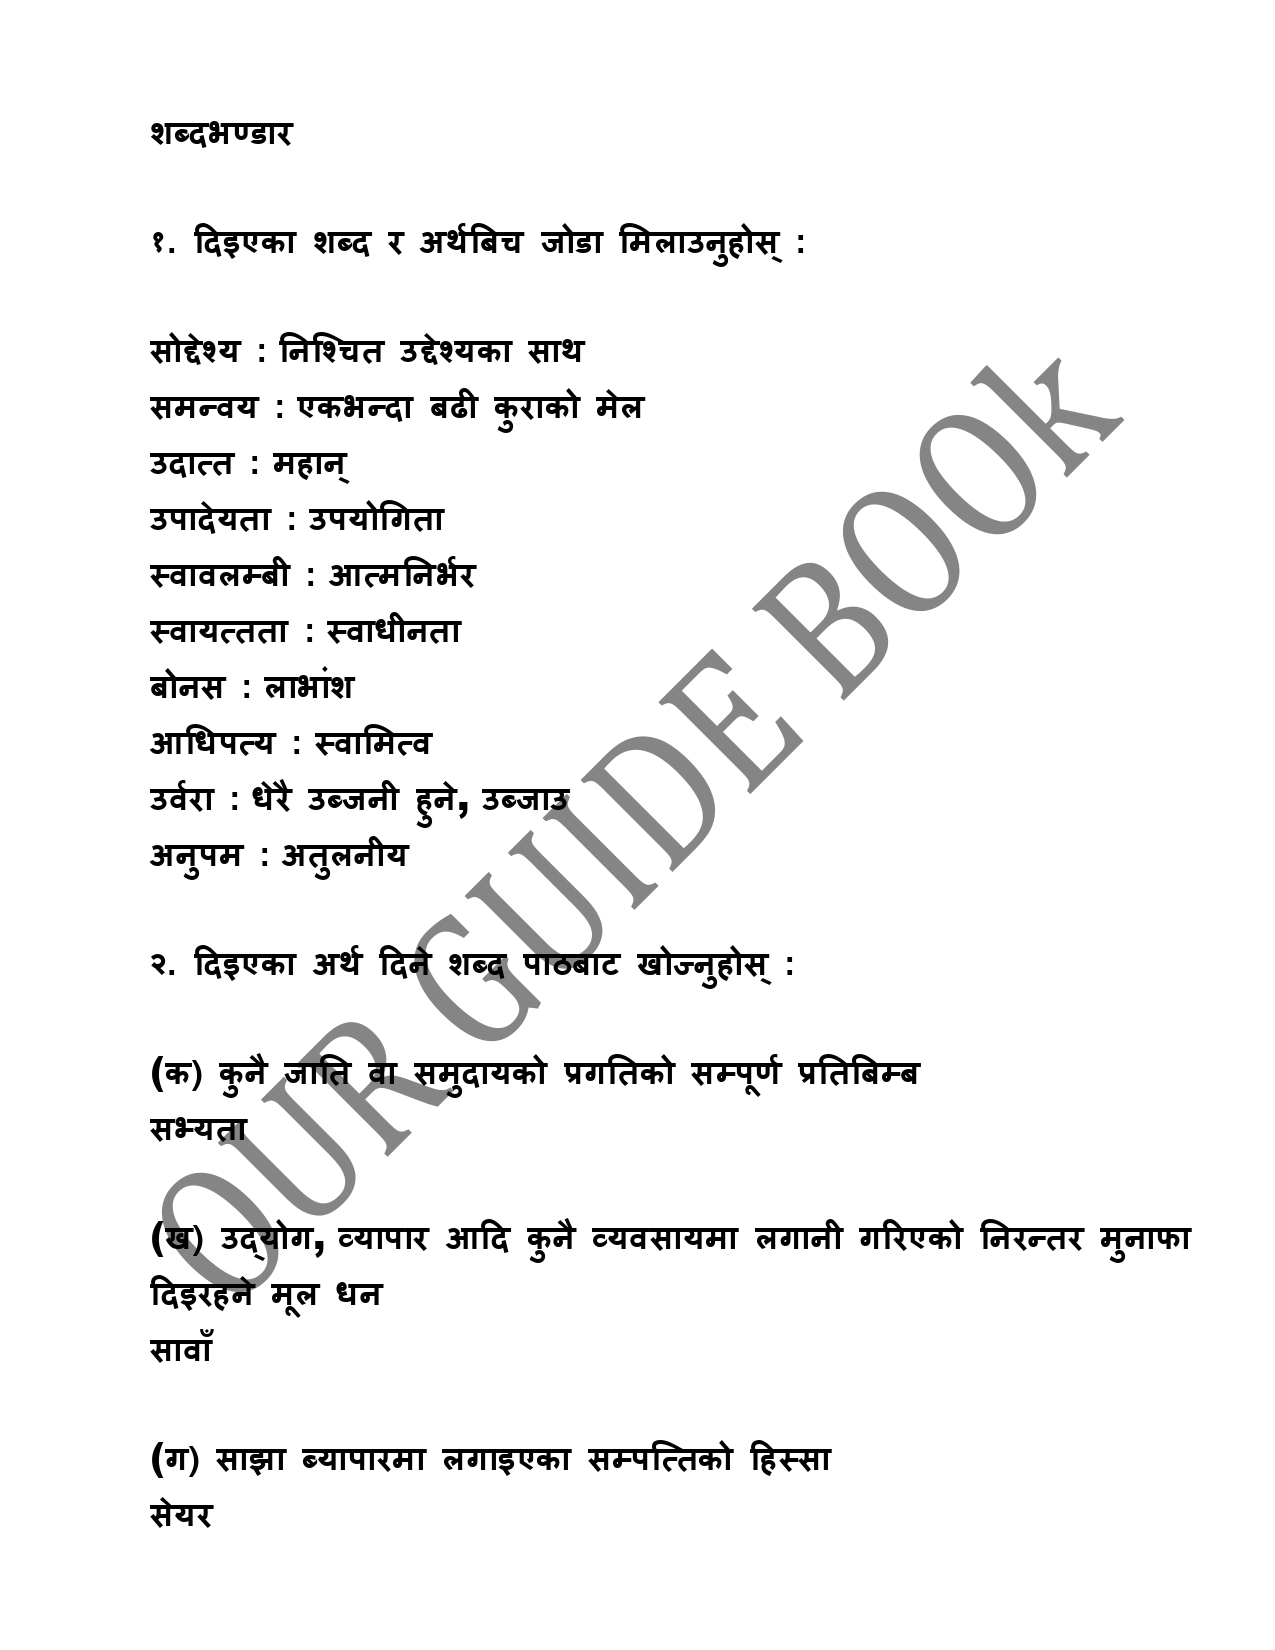 शब्दभण्डार
१. दिइएका शब्द र अर्थबिच जोडा मिलाउनुहोस् :
सोद्देश्य : निश्चित उद्देश्यका साथ
समन्वय : एकभन्दा बढी कुराको मेल
उदात्त : महान्
उपादेयता : उपयोगिता
स्वावलम्बी : आत्मनिर्भर
स्वायत्तता : स्वाधीनता
बोनस : लाभांश
आधिपत्य : स्वामित्व
उर्वरा : धेरै उब्जनी हुने, उब्जाउ
अनुपम : अतुलनीय
२. दिइएका अर्थ दिने शब्द पाठबाट खोज्नुहोस् :
(क) कुनै जाति वा समुदायको प्रगतिको सम्पूर्ण प्रतिबिम्ब
सभ्यता
(ख) उद्योग, व्यापार आदि कुनै व्यवसायमा लगानी गरिएको निरन्तर मुनाफा
दिइरहने मूल धन
सावाँ
(ग) साझा ब्यापारमा लगाइएका सम्पत्तिको हिस्सा
सेयर
OUR GUIDE BOOk